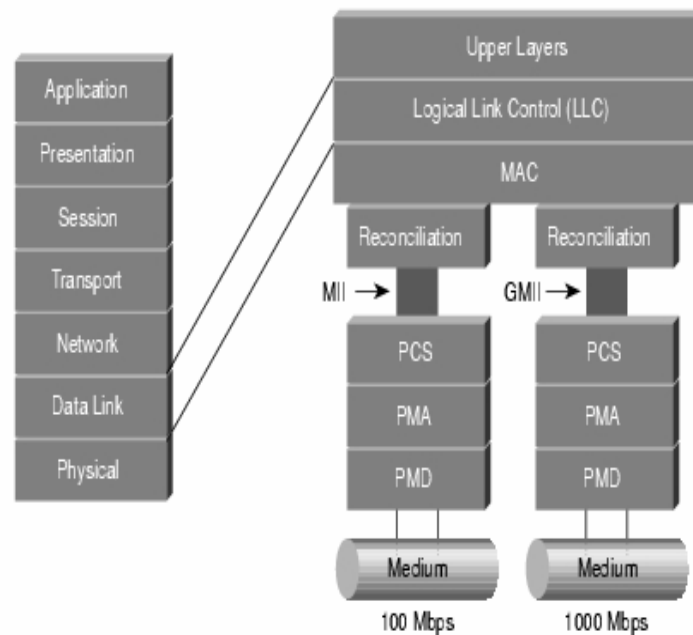 Application
Presentation
Session
Transport
Network
Data Link
Physical
Upper Layers
Logical Link Control (LLC)
MAC
Reconciliation
Reconciliation
MII
GMII
PCS
PCS
PMA
PMA
PMD
PMD
Medium
Medium
100 Mbps
1000 Mbps